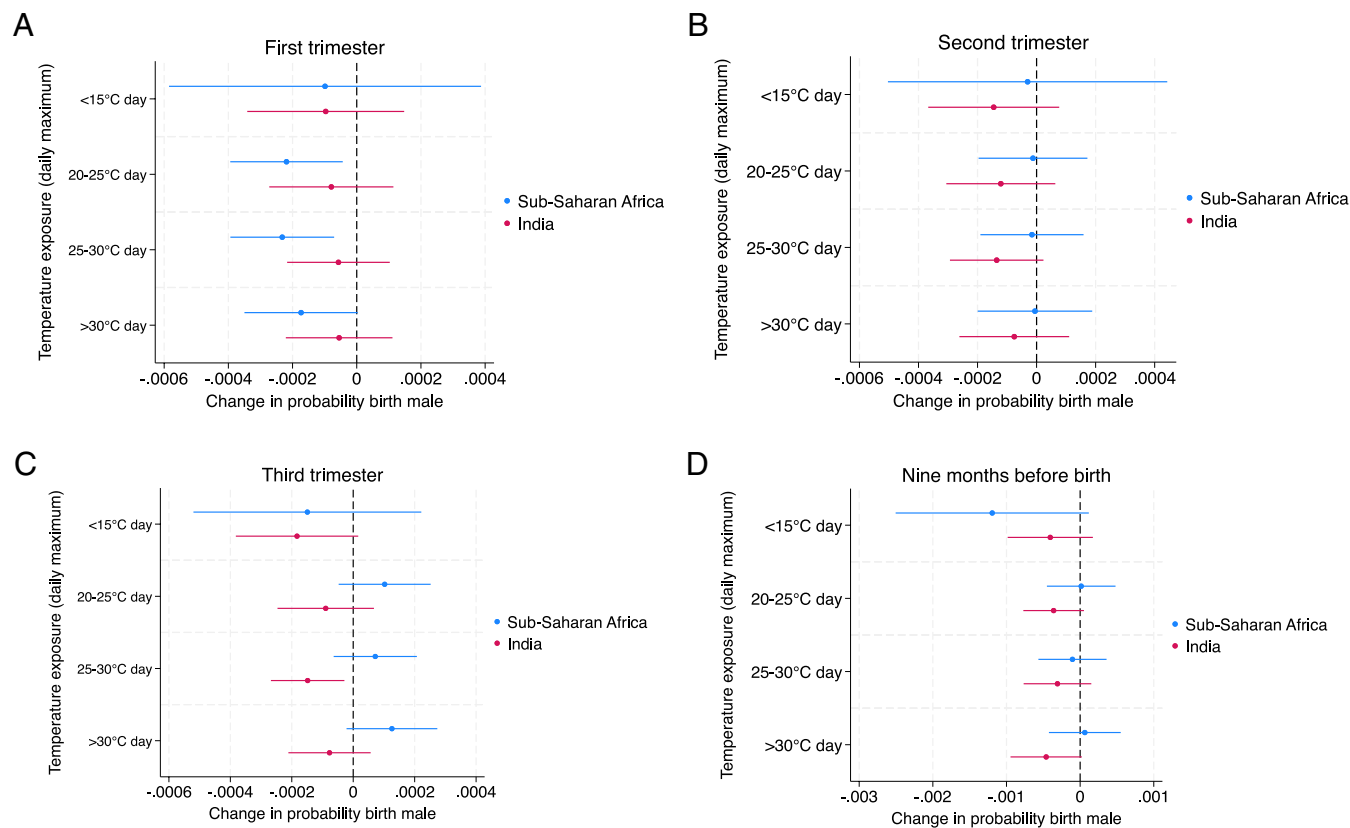 A
First trimester
Temperature exposure (daily maximum)
<15°C day
20-25°C day
25-30°C day
>30°C day
-.0006 -.0004 -.0002 0 .0002 .0004
Change in probability birth male
Sub-Saharan Africa
India
B
Second trimester
Temperature exposure (daily maximum)
<15°C day
20-25°C day
25-30°C day
>30°C day
-.0006 -.0004 -.0002 0 .0002 .0004
Change in probability birth male
Sub-Saharan Africa
India
C
Third trimester
Temperature exposure (daily maximum)
<15°C day
20-25°C day
25-30°C day
>30°C day
-.0006 -.0004 -.0002 0 .0002 .0004
Change in probability birth male
Sub-Saharan Africa
India
D
Nine months before birth
Temperature exposure (daily maximum)
<15°C day
20-25°C day
25-30°C day
>30°C day
-.003 -.002 -.001 0 .001
Change in probability birth male
Sub-Saharan Africa
India